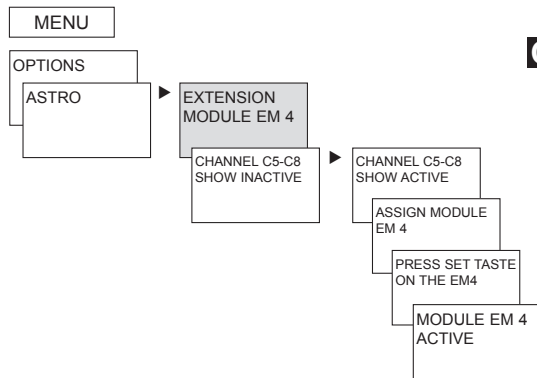 MENU
OPTIONS
ASTRO
EXTENSION
MODULE EM 4
CHANNEL C5-C8
SHOW INACTIVE
CHANNEL C5-C8
SHOW ACTIVE
ASSIGN MODULE
EM 4
PRESS SET TASTE
ON THE EM4
MODULE EM 4
ACTIVE